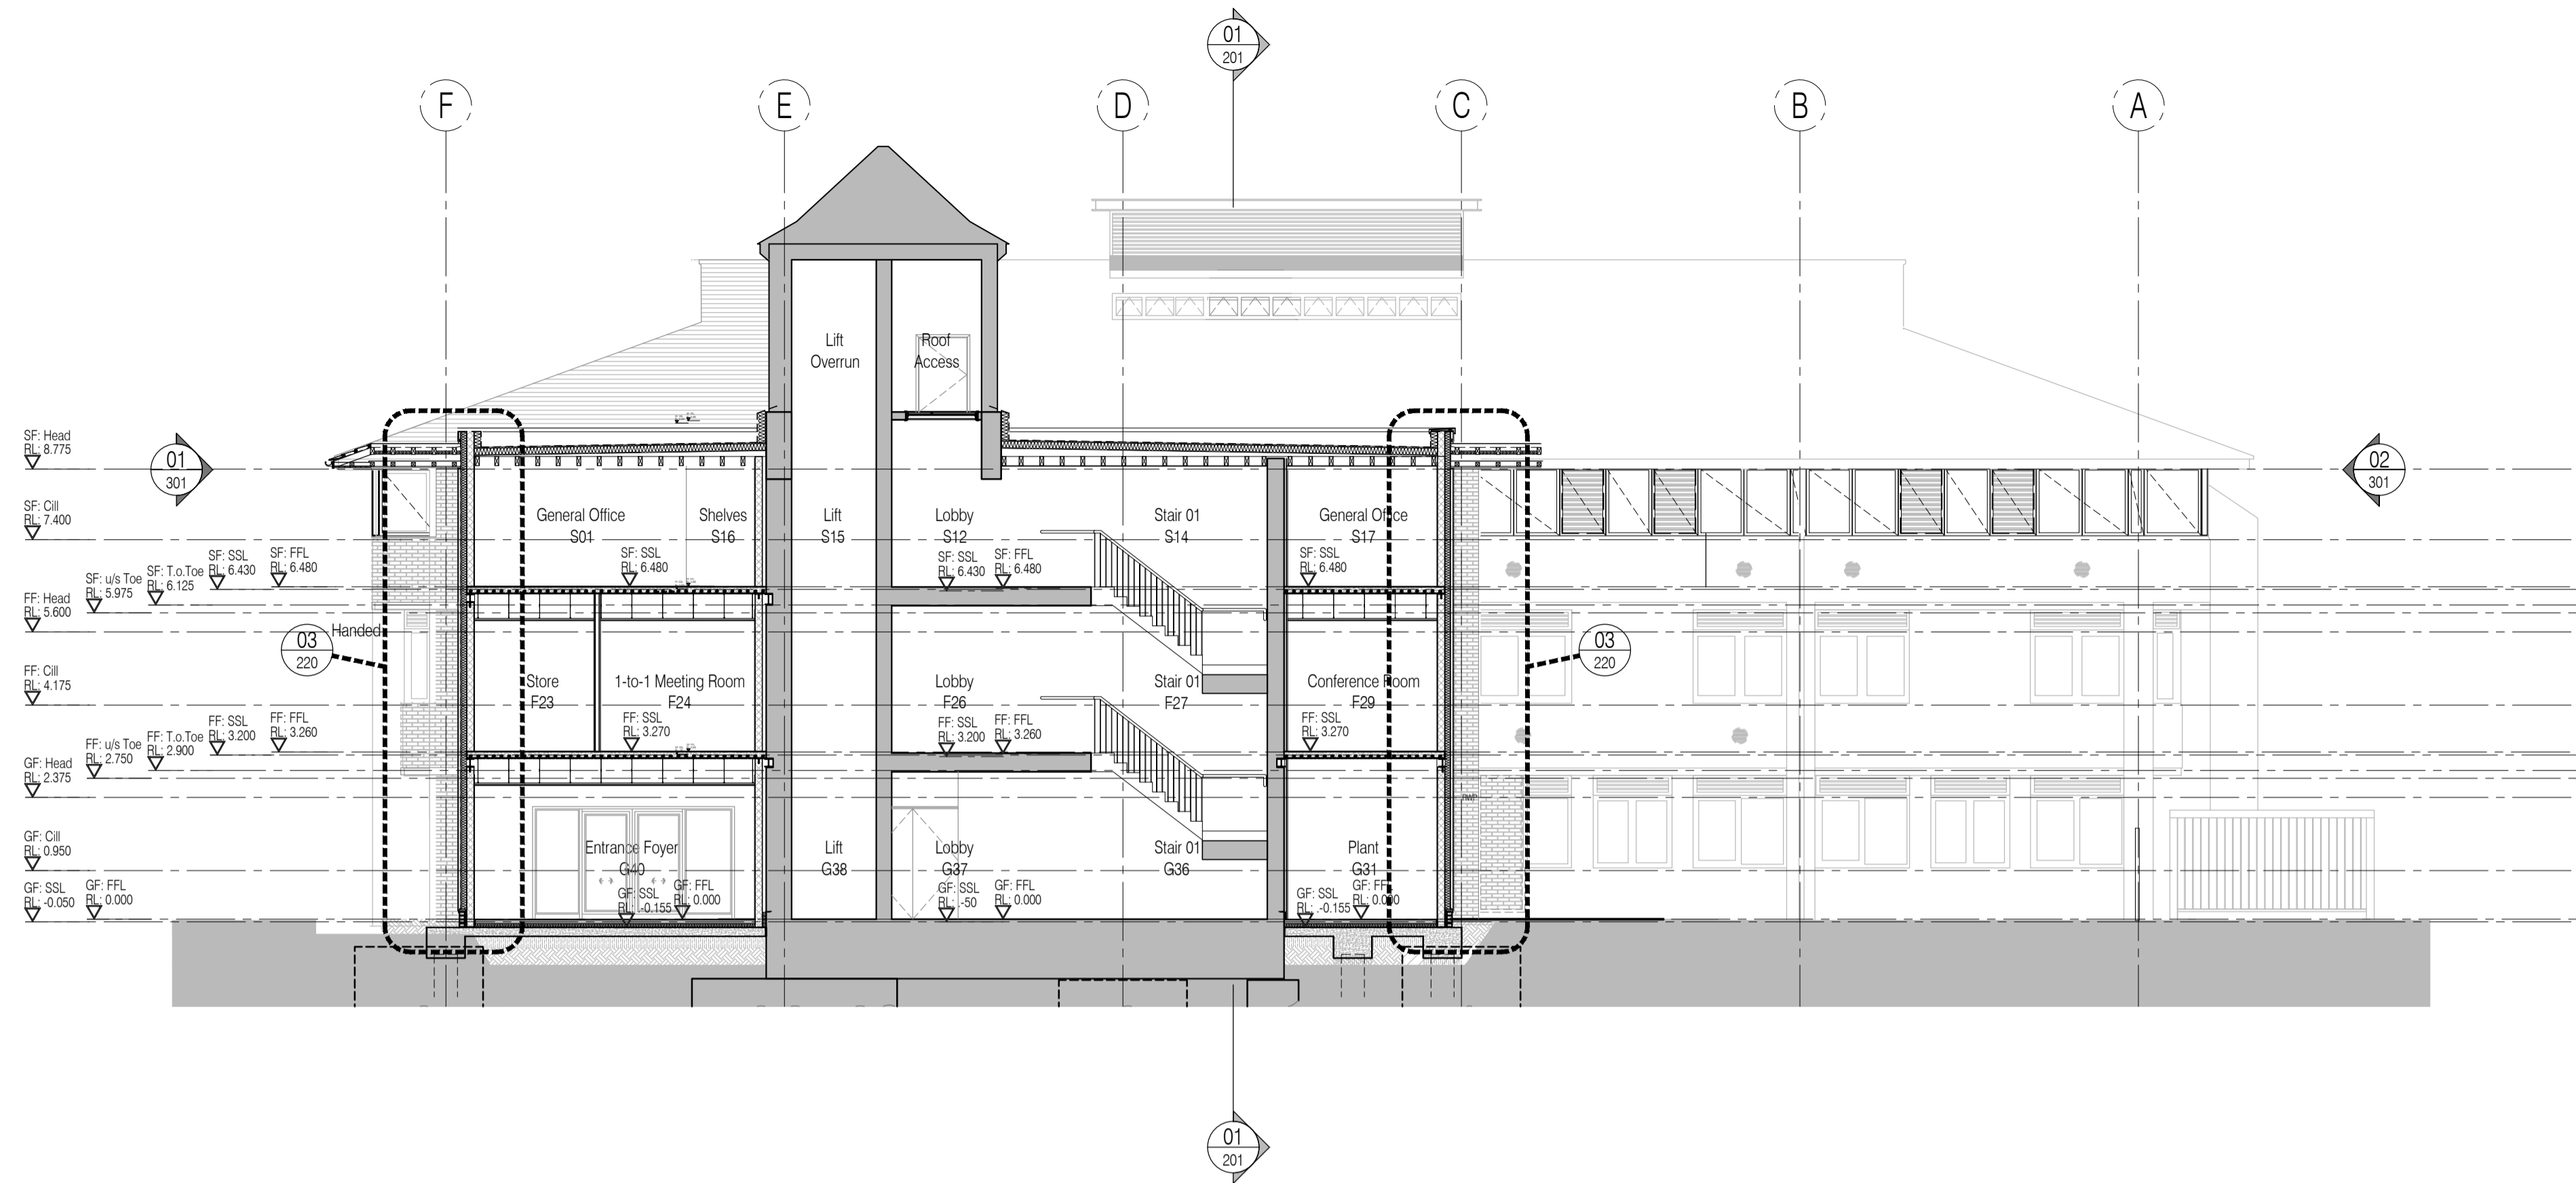 01
201
F
E
D
C
B
A
Lift
Overrun
Roof
Access
SF: Head
RL: 8.775
01
301
02
301
SF: Cill
RL: 7.400
General Office
S01
Shelves
S16
Lift
S15
Lobby
S12
Stair 01
S14
General Office
S17
SF: SSL
RL: 6.430
SF: FFL
RL: 6.480
SF: SSL
RL: 6.480
SF: SSL
RL: 6.430
SF: FFL
RL: 6.480
SF: SSL
RL: 6.480
SF: u/s Toe
RL: 5.975
SF: T.o.Toe
RL: 6.125
FF: Head
RL: 5.600
Handed
03
220
03
220
FF: Cill
RL: 4.175
Store
F23
1-to-1 Meeting Room
F24
Lobby
F26
Stair 01
F27
Conference Room
F29
FF: SSL
RL: 3.200
FF: FFL
RL: 3.260
FF: SSL
RL: 3.270
FF: SSL
RL: 3.200
FF: FFL
RL: 3.260
FF: SSL
RL: 3.270
FF: u/s Toe
RL: 2.750
FF: T.o.Toe
RL: 2.900
GF: Head
RL: 2.375
RWP
GF: Cill
RL: 0.950
Entrance Foyer
G40
Lift
G38
Lobby
G37
Stair 01
G36
Plant
G31
GF: SSL
RL: -0.050
GF: FFL
RL: 0.000
GF: SSL
RL: -0.155
GF: FFL
RL: 0.000
GF: SSL
RL: -50
GF: FFL
RL: 0.000
GF: SSL
RL: -0.155
GF: FFL
RL: 0.000
01
201